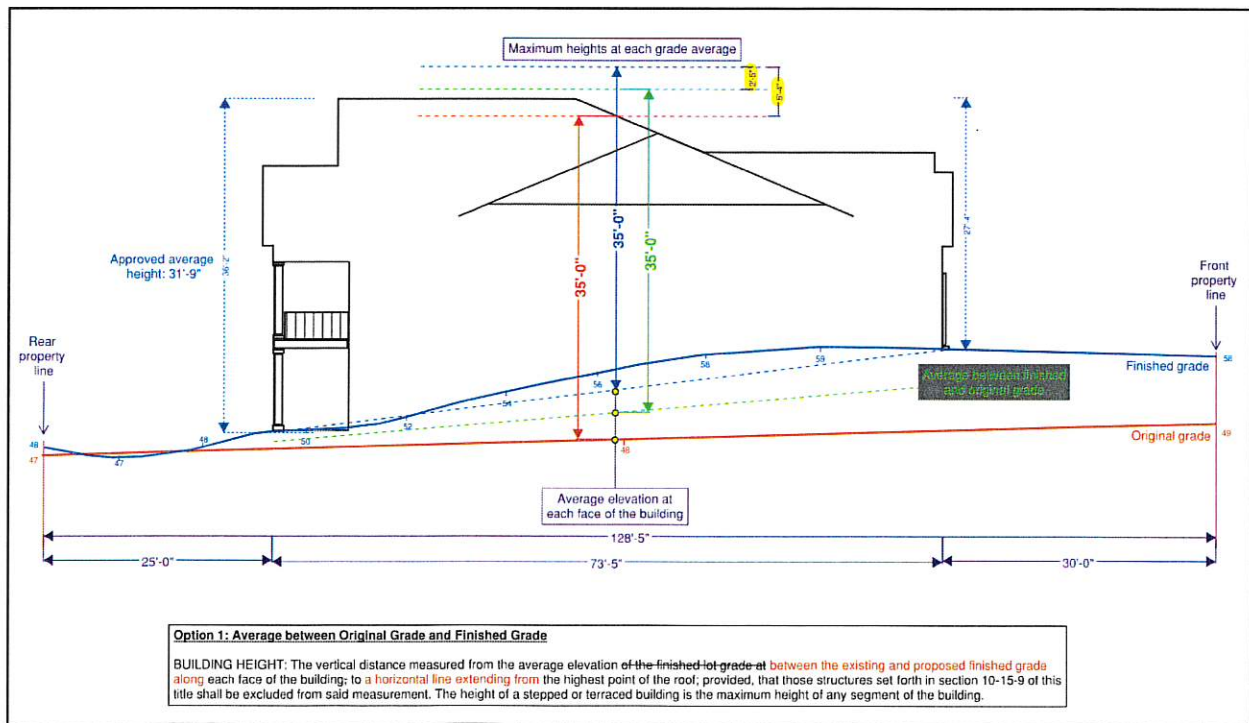 Maximum heights at each grade average
2'-5"
5'-4"
35'-0"
35'-0"
35'-0"
36'-2"
27'-4"
Approved average
height: 31'-9"
Rear
property
line
Front
property
line
Finished grade
Average between finished
and original grade
Original grade
48
47
47
48
50
52
54
56
58
59
58
48
49
Average elevation at
each face of the building
128'-5"
25'-0"
73'-5"
30'-0"
Option 1: Average between Original Grade and Finished Grade
BUILDING HEIGHT: The vertical distance measured from the average elevation of the finished lot grade at between the existing and proposed finished grade
along each face of the building; to a horizontal line extending from the highest point of the roof; provided, that those structures set forth in section 10-15-9 of this
title shall be excluded from said measurement. The height of a stepped or terraced building is the maximum height of any segment of the building.